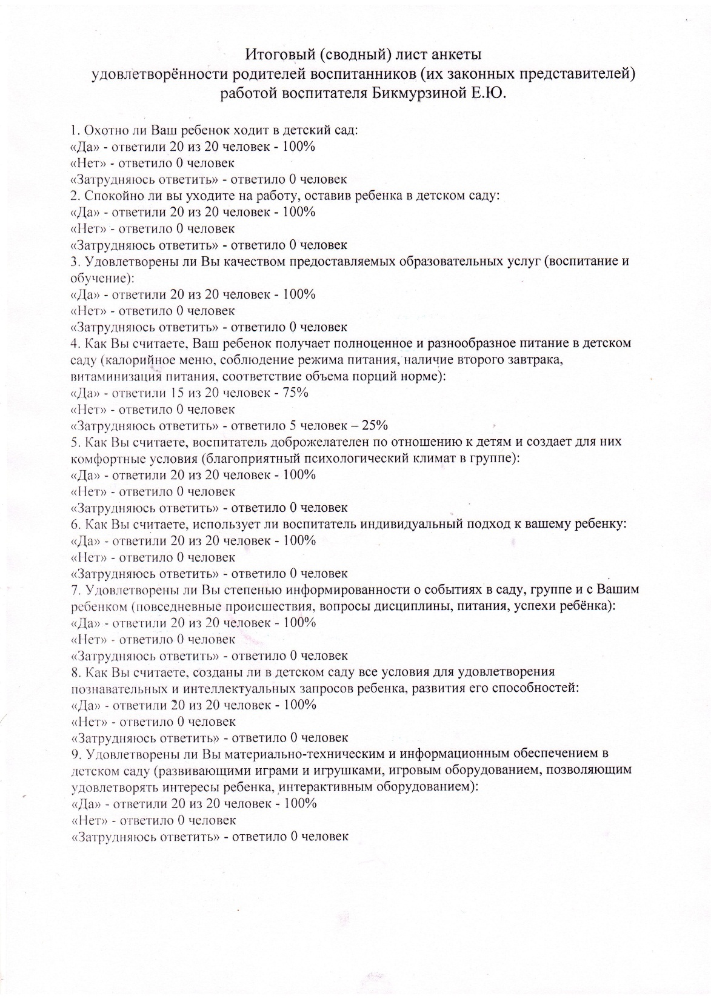 Итоговый (сводный) лист анкеты
удовлетворённости родителей воспитанников (их законных представителей)
работой воспитателя Бикмурзиной Е.Ю.
1. Охотно ли Ваш ребенок ходит в детский сад:
«Да» - ответили 20 из 20 человек - 100%
«Нет» - ответило 0 человек
«Затрудняюсь ответить» - ответило 0 человек
2. Спокойно ли вы уходите на работу, оставив ребенка в детском саду:
«Да» - ответили 20 из 20 человек - 100%
«Нет» - ответило 0 человек
«Затрудняюсь ответить» - ответило 0 человек
3. Удовлетворены ли Вы качеством предоставляемых образовательных услуг (воспитание и
обучение):
«Да» - ответили 20 из 20 человек - 100%
«Нет» - ответило 0 человек
«Затрудняюсь ответить» - ответило 0 человек
4. Как Вы считаете, Ваш ребенок получает полноценное и разнообразное питание в детском
саду (калорийное меню, соблюдение режима питания, наличие второго завтрака,
витаминизация питания, соответствие объема порций норме):
«Да» - ответили 15 из 20 человек - 75%
«Нет» - ответило 0 человек
«Затрудняюсь ответить» - ответило 5 человек – 25%
5. Как Вы считаете, воспитатель доброжелателен по отношению к детям и создает для них
комфортные условия (благоприятный психологический климат в группе):
«Да» - ответили 20 из 20 человек - 100%
«Нет» - ответило 0 человек
«Затрудняюсь ответить» - ответило 0 человек
6. Как Вы считаете, использует ли воспитатель индивидуальный подход к вашему ребенку:
«Да» - ответили 20 из 20 человек - 100%
«Нет» - ответило 0 человек
«Затрудняюсь ответить» - ответило 0 человек
7. Удовлетворены ли Вы степенью информированности о событиях в саду, группе и с Вашим
ребенком (повседневные происшествия, вопросы дисциплины, питания, успехи ребёнка):
«Да» - ответили 20 из 20 человек - 100%
«Нет» - ответило 0 человек
«Затрудняюсь ответить» - ответило 0 человек
8. Как Вы считаете, созданы ли в детском саду все условия для удовлетворения
познавательных и интеллектуальных запросов ребенка, развития его способностей:
«Да» - ответили 20 из 20 человек - 100%
«Нет» - ответило 0 человек
«Затрудняюсь ответить» - ответило 0 человек
9. Удовлетворены ли Вы материально-техническим и информационным обеспечением в
детском саду (развивающими играми и игрушками, игровым оборудованием, позволяющим
удовлетворять интересы ребенка, интерактивным оборудованием):
«Да» - ответили 20 из 20 человек - 100%
«Нет» - ответило 0 человек
«Затрудняюсь ответить» - ответило 0 человек